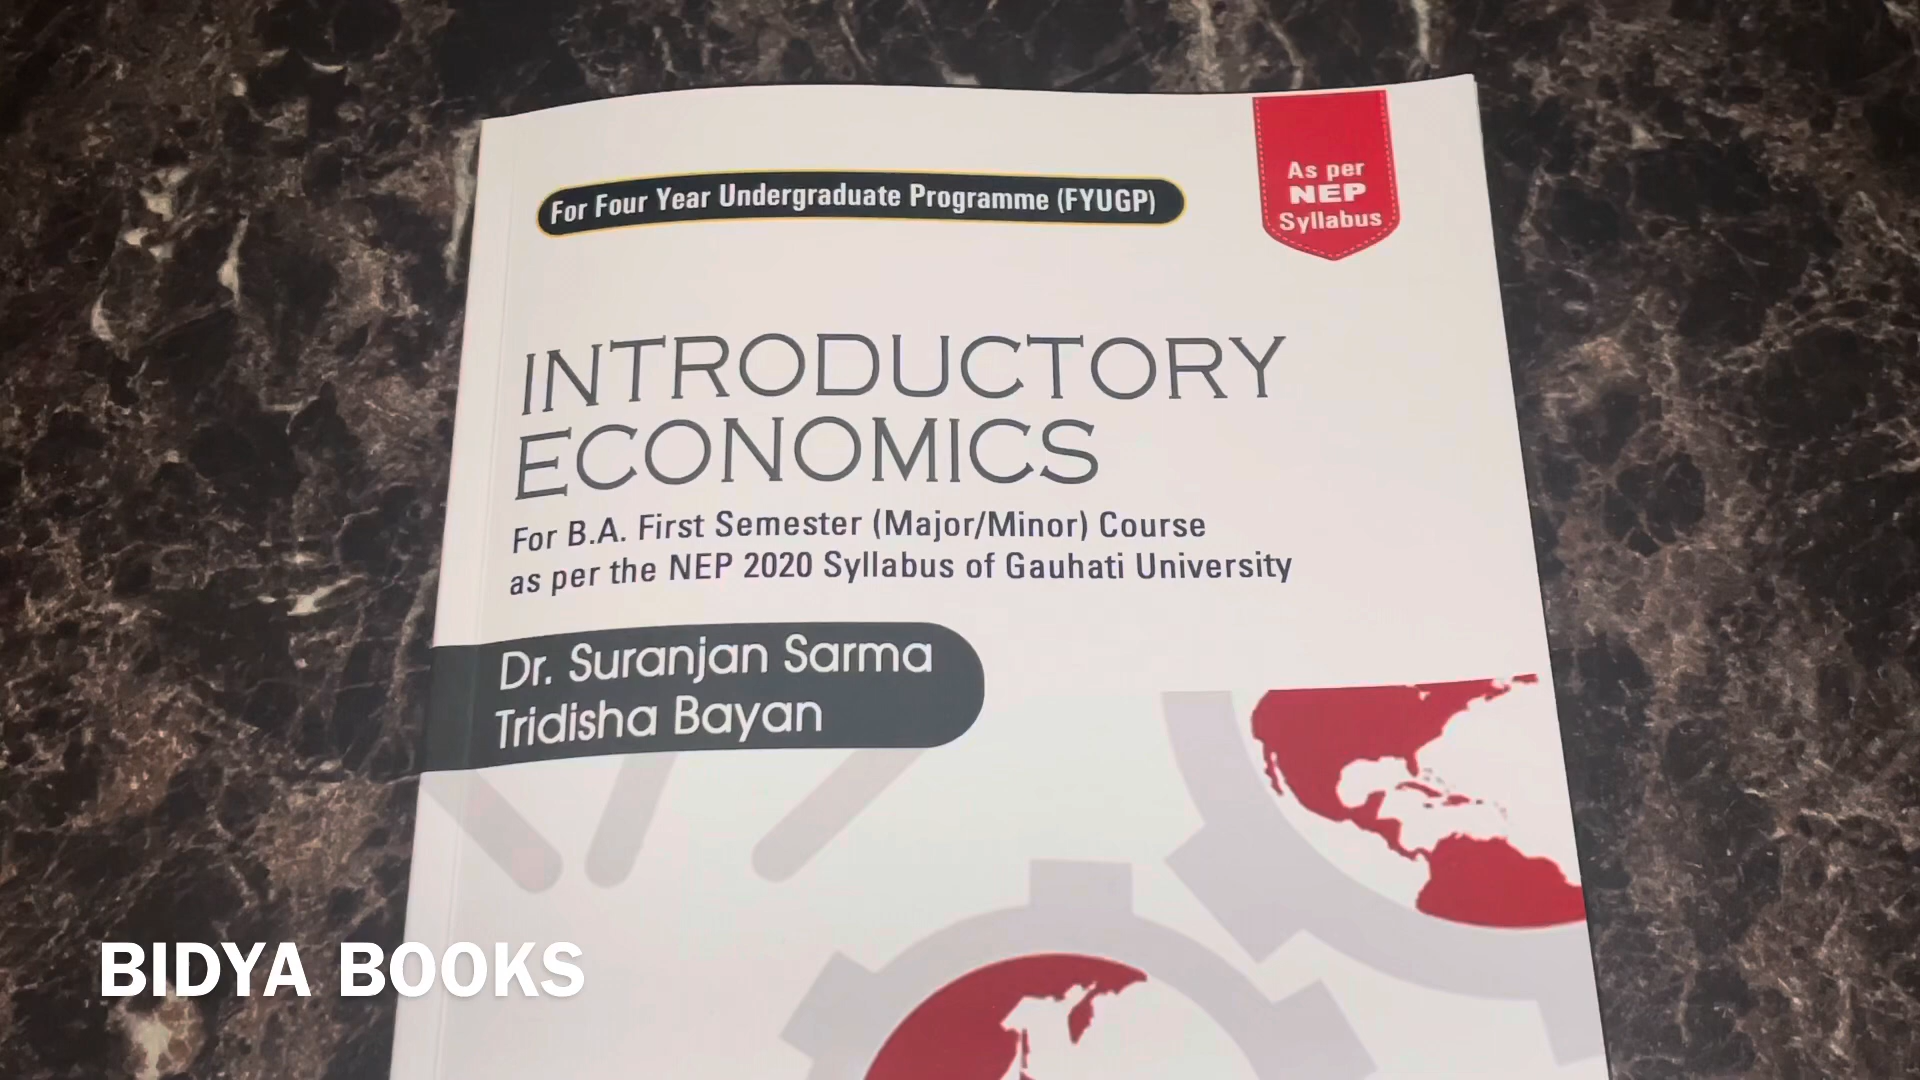 For Four Year Undergraduate Programme (FYUGP)
As per
NEP
Syllabus
INTRODUCTORY
ECONOMICS
For B.A. First Semester (Major/Minor) Course
as per the NEP 2020 Syllabus of Gauhati University
Dr. Suranjan Sarma
Tridisha Bayan
BIDYA BOOKS